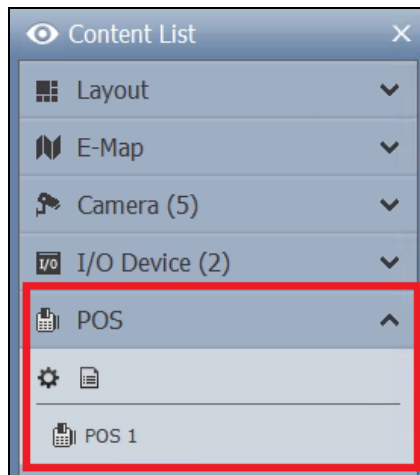 Content List
Layout
E-Map
Camera (5)
I/O I/O Device (2)
POS
POS 1